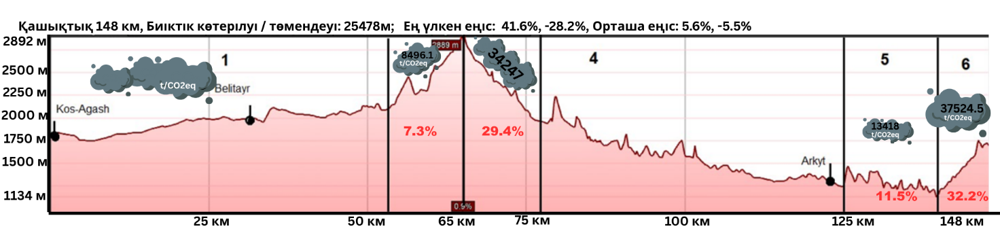 Қашықтық 148 км, Биіктік көтерілуі / төмендеуі: 25478м;   Ең үлкен еңіс:  41.6%, -28.2%, Орташа еңіс: 5.6%, -5.5%
2892 м
2500 м
2250 м
2000 м
1750 м
1500 м
1134 м
1
4
5
6
t/CO2eq
8496.1
t/CO2eq
2889 m
34247
13418
t/CO2eq
37524.5
t/CO2eq
Kos-Agash
Belitayr
Arkyt
7.3%
29.4%
11.5%
32.2%
0.9%
25 км
50 км
65 км
75 км
100 км
125 км
148 км